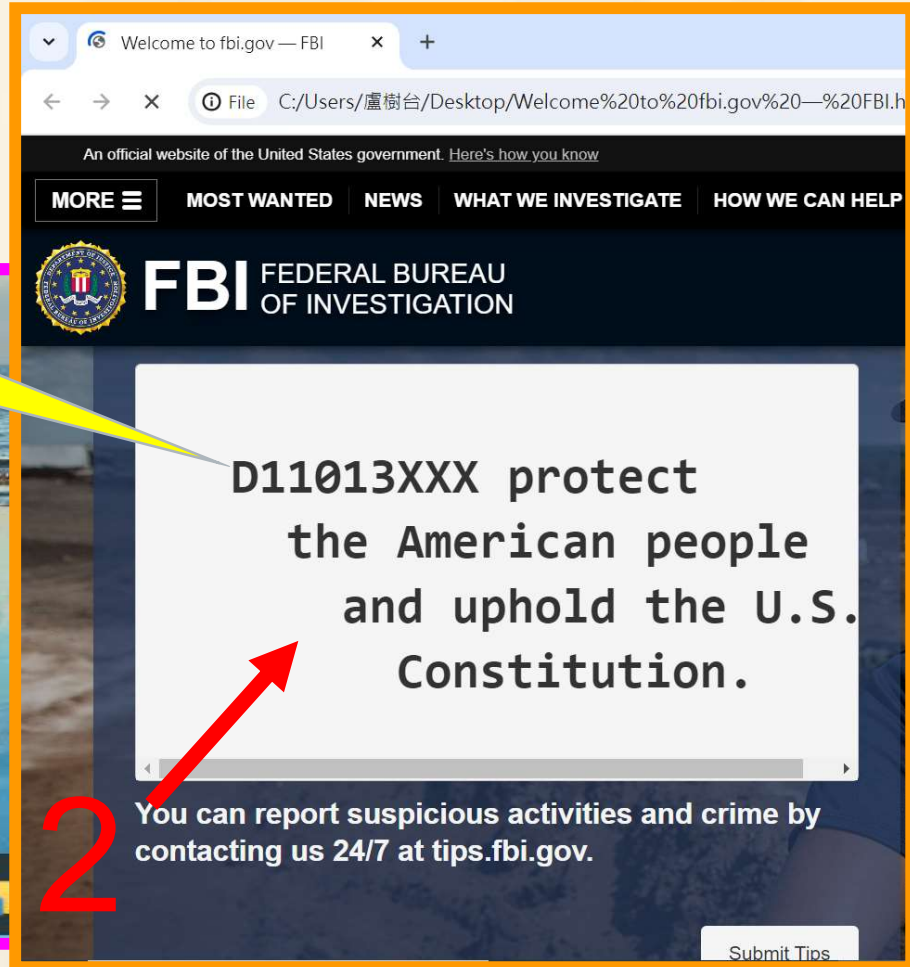 Welcome to fbi.gov — FBI
File C:/Users/盧樹台/Desktop/Welcome%20to%20fbi.gov%20—%20FBI.h
An official website of the United States government. Here's how you know
MORE MOST WANTED NEWS WHAT WE INVESTIGATE HOW WE CAN HELP
FBI FEDERAL BUREAU
OF INVESTIGATION
D11013XXX protect
the American people
and uphold the U.S.
Constitution.
2
You can report suspicious activities and crime by
contacting us 24/7 at tips.fbi.gov.
Submit Tips